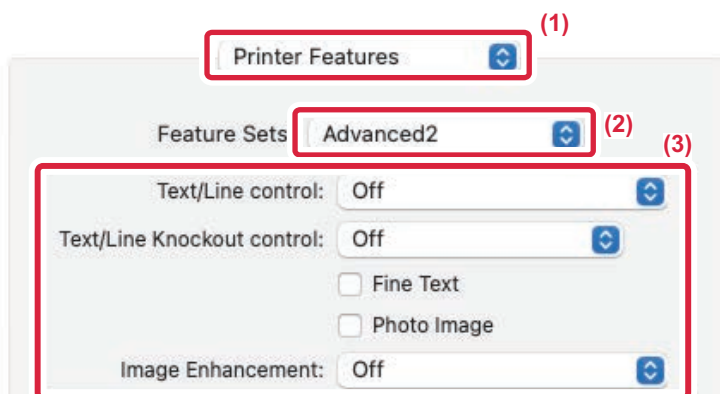 (1)
Printer Features
Feature Sets Advanced2 (2)
(3)
Text/Line control: Off
Text/Line Knockout control: Off
Fine Text
Photo Image
Image Enhancement: Off